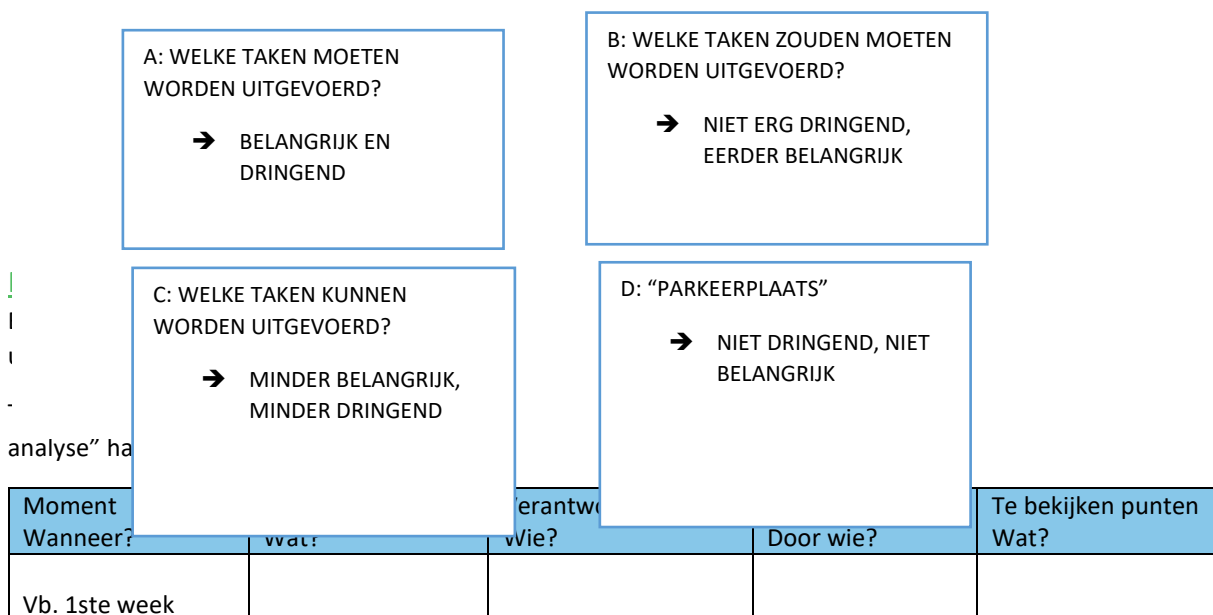 A: WELKE TAKEN MOETEN
WORDEN UITGEVOERD?
➔ BELANGRIJK EN
DRINGEND
B: WELKE TAKEN ZOUDEN MOETEN
WORDEN UITGEVOERD?
➔ NIET ERG DRINGEND,
EERDER BELANGRIJK
C: WELKE TAKEN KUNNEN
WORDEN UITGEVOERD?
➔ MINDER BELANGRIJK,
MINDER DRINGEND
D: “PARKEERPLAATS”
➔ NIET DRINGEND, NIET
BELANGRIJK
analyse” ha
Moment
Wanneer?
Wat?
erantwo
Wie?
Door wie?
Te bekijken punten
Wat?
Vb. 1ste week